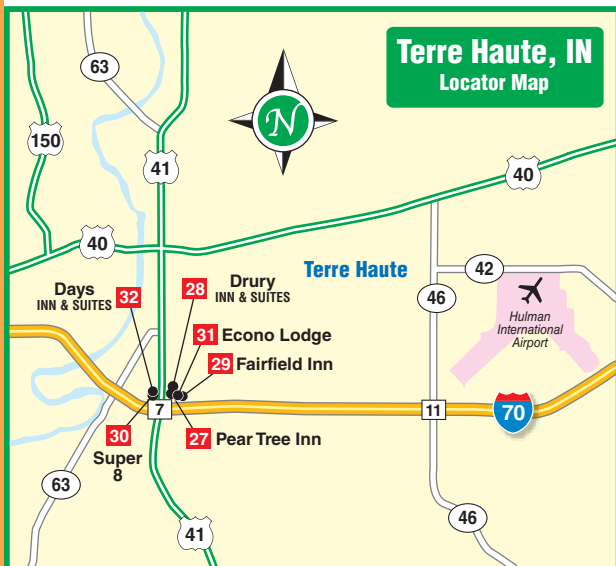 Terre Haute, IN
Locator Map
63
N
150
41
40
40
Terre Haute
42
46
Hulman
International
Airport
Days
INN & SUITES
32
28
Drury
INN & SUITES
31
Econo Lodge
29
Fairfield Inn
7
11
70
30
Super
8
27
Pear Tree Inn
63
41
46